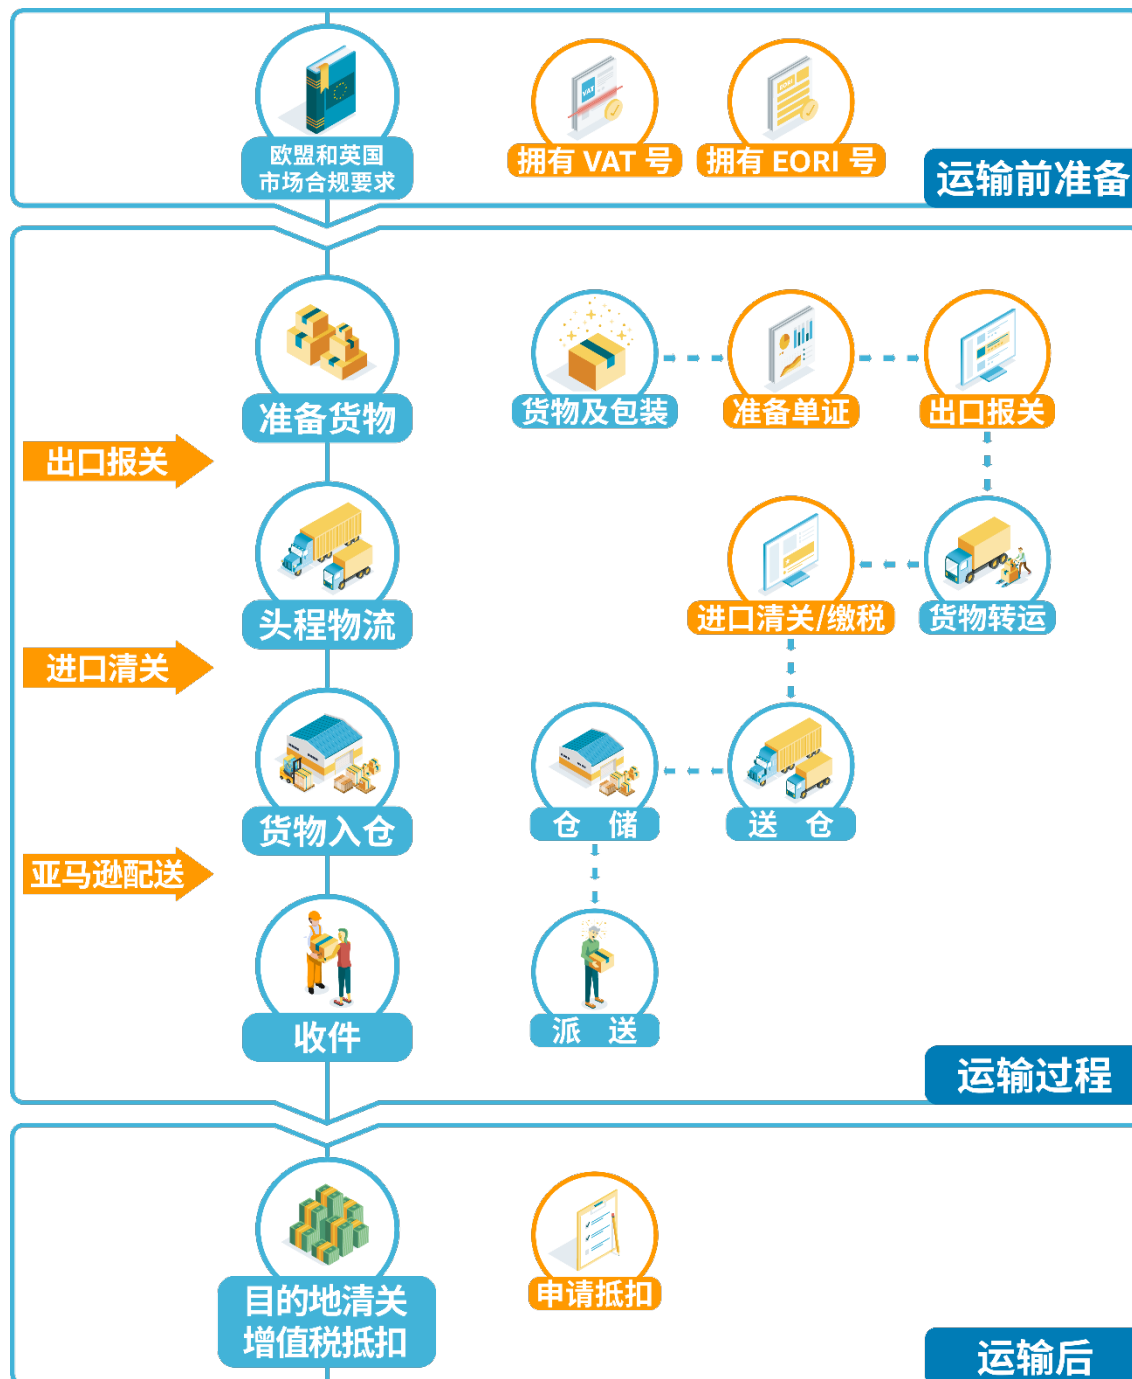 欧盟和英国
市场合规要求
VAT
拥有 VAT 号
拥有 EORI 号
运输前准备
准备货物
货物及包装
准备单证
出口报关
出口报关
头程物流
进口清关/缴税
货物转运
进口清关
货物入仓
仓 储
送 仓
亚马逊配送
收件
派 送
运输过程
目的地清关
增值税抵扣
申请抵扣
运输后